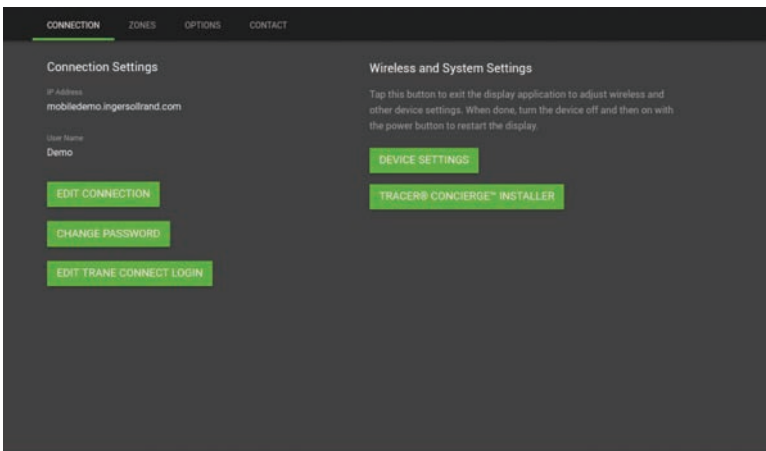 CONNECTION ZONES OPTIONS CONTACT
Connection Settings
IP Address
mobiledemo.ingersollrand.com
User Name
Demo
EDIT CONNECTION
CHANGE PASSWORD
EDIT TRANE CONNECT LOGIN
Wireless and System Settings
Tap this button to exit the display application to adjust wireless and
other device settings. When done, turn the device off and then on with
the power button to restart the display.
DEVICE SETTINGS
TRACER® CONCIERGE™ INSTALLER